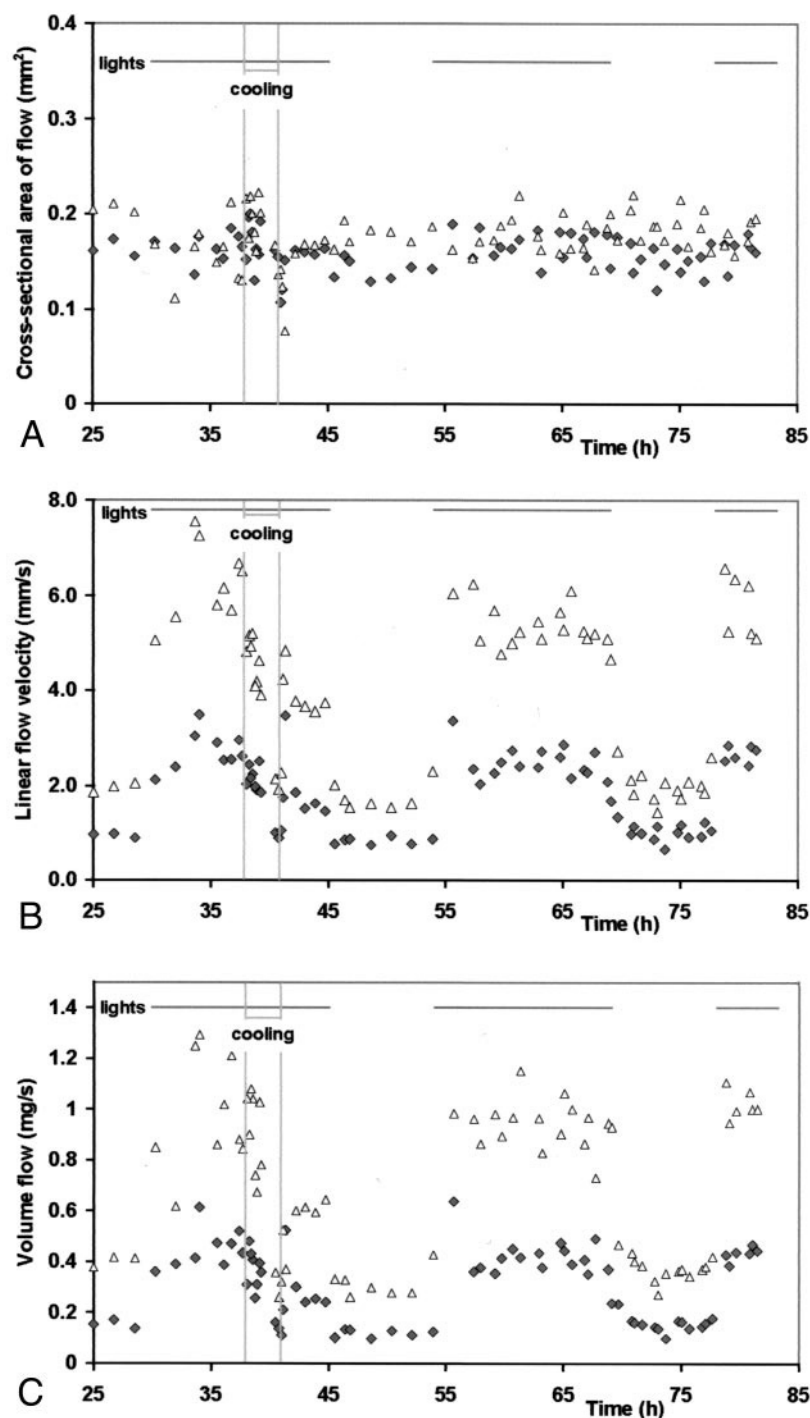 0.4
lights
cooling
0.3
0.2
0.1
0
Cross-sectional area of flow (mm²)
25 35 45 55 65 75 85
Time (h)
A
8.0
lights
cooling
6.0
4.0
2.0
0.0
Linear flow velocity (mm/s)
25 35 45 55 65 75 85
Time (h)
B
1.4
lights
cooling
1.2
1
0.8
0.6
0.4
0.2
0
Volume flow (mg/s)
25 35 45 55 65 75 85
Time (h)
C